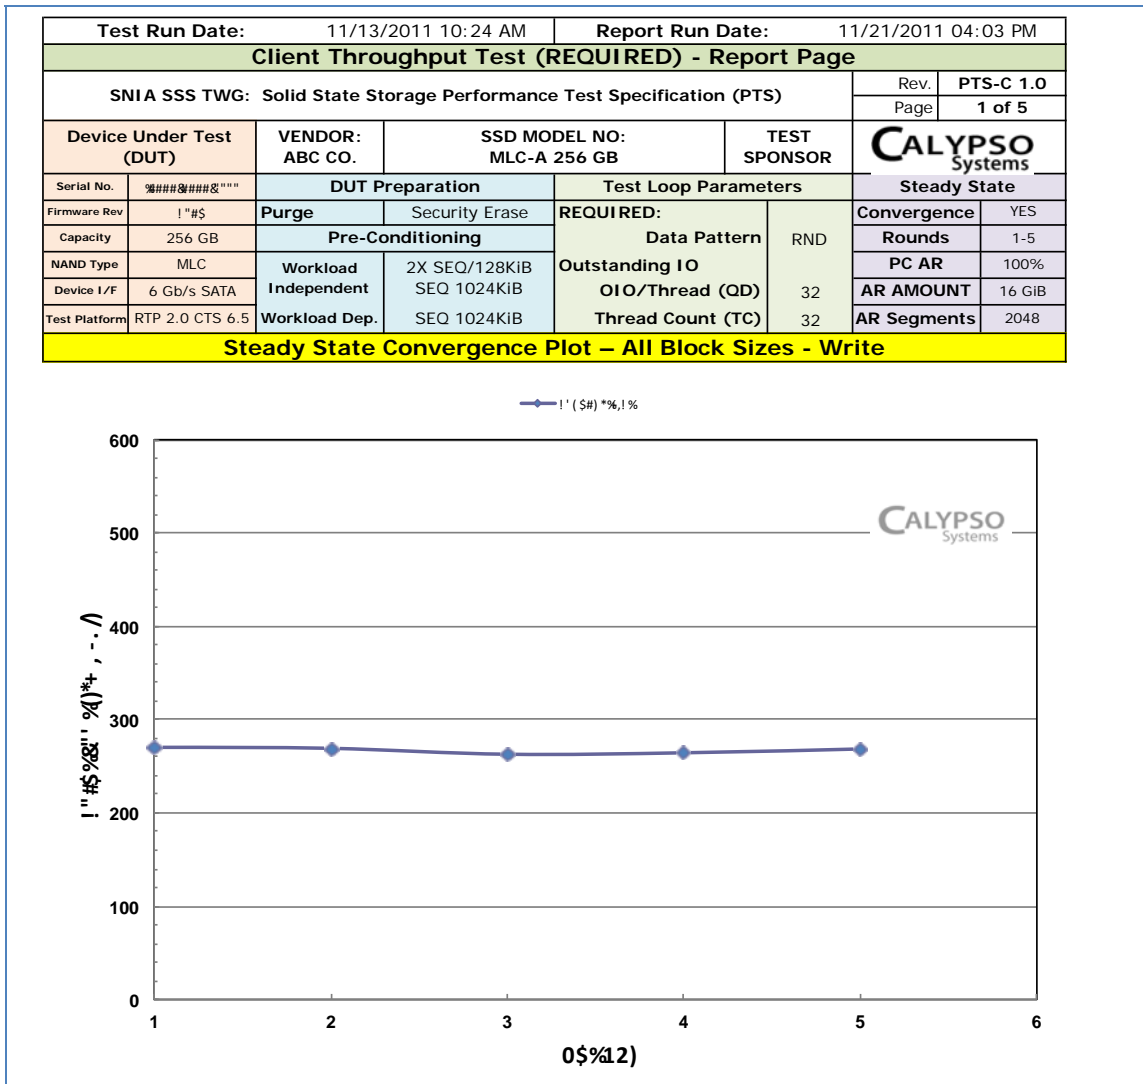 Test Run Date: 11/13/2011 10:24 AM Report Run Date: 11/21/2011 04:03 PM
Client Throughput Test (REQUIRED) - Report Page
SNIA SSS TWG: Solid State Storage Performance Test Specification (PTS)
Rev. PTS-C 1.0
Page 1 of 5
Device Under Test (DUT)
VENDOR: ABC CO.
SSD MODEL NO: MLC-A 256 GB
TEST SPONSOR
CALYPSO Systems
Serial No. DUT Preparation Test Loop Parameters Steady State
Firmware Rev ! "#$ Purge Security Erase REQUIRED: Convergence YES
Capacity 256 GB Pre-Conditioning Data Pattern RND Rounds 1-5
NAND Type MLC Workload 2X SEQ/128KiB Outstanding IO PC AR 100%
Device I/F 6 Gb/s SATA Independent SEQ 1024KiB OIO/Thread (QD) 32 AR AMOUNT 16 GiB
Test Platform RTP 2.0 CTS 6.5 Workload Dep. SEQ 1024KiB Thread Count (TC) 32 AR Segments 2048
Steady State Convergence Plot – All Block Sizes - Write
600
CALYPSO
Systems
500
400
300
200
100
0
1 2 3 4 5 6
0$%12)